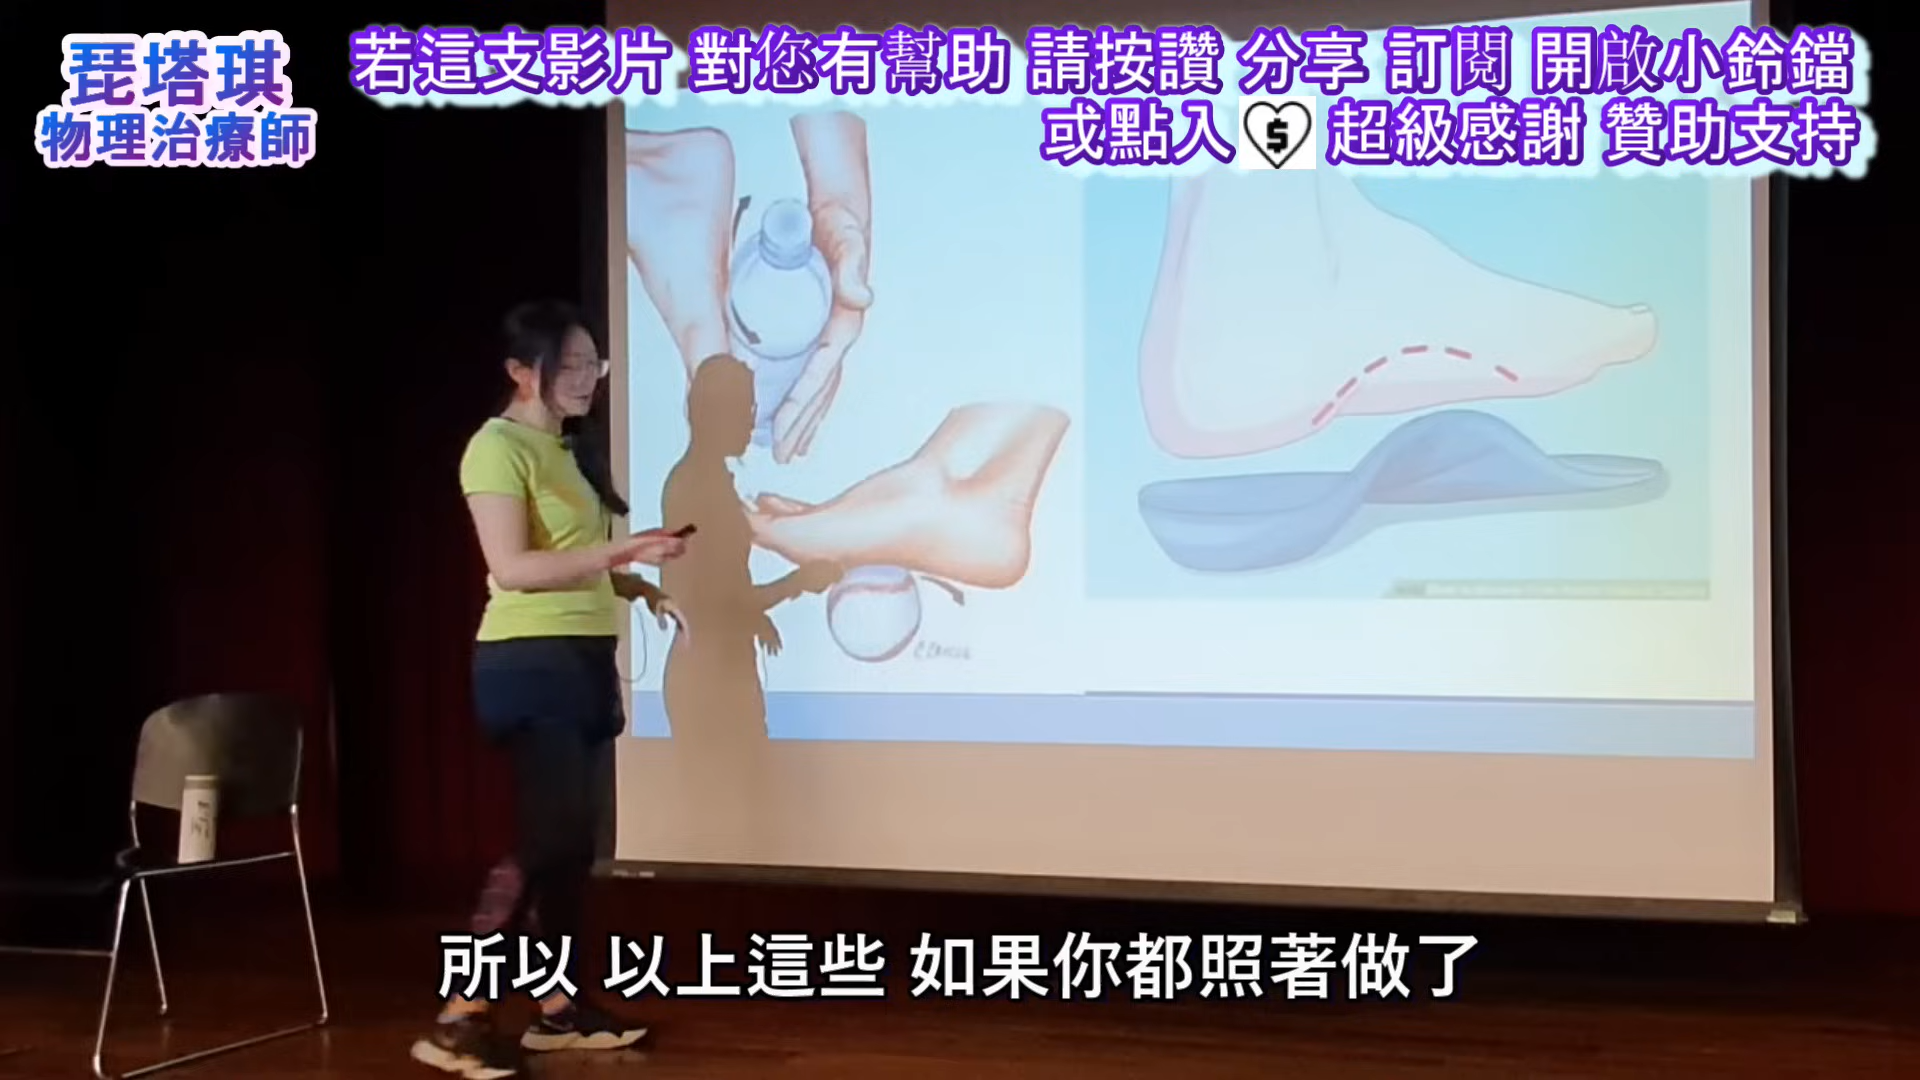 琵塔琪
物理治療師
若這支影片 對您有幫助 請按讚 分享 訂閱 開啟小鈴鐺
或點入 $ 超級感謝 贊助支持
所以 以上這些 如果你都照著做了